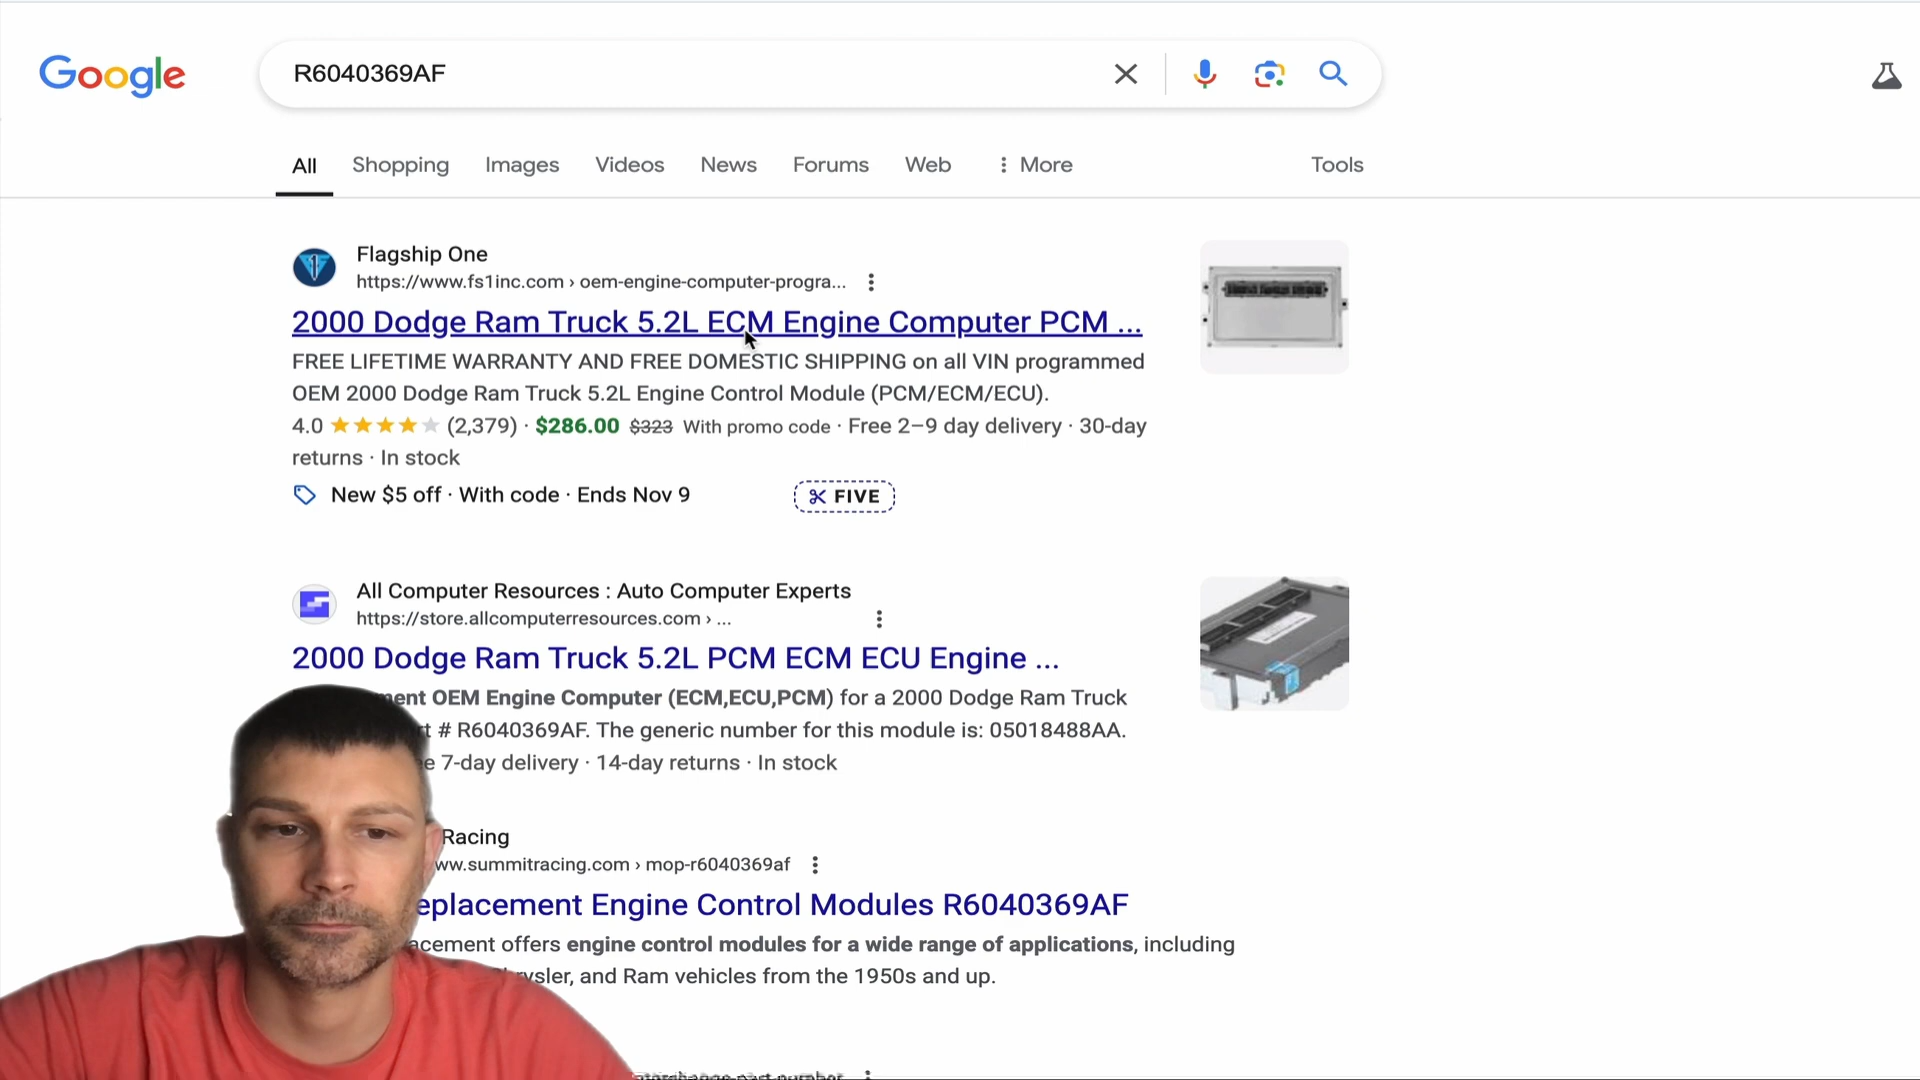 Google
R6040369AF
All Shopping Images Videos News Forums Web More Tools
Flagship One
https://www.fs1inc.com › oem-engine-computer-progra...
2000 Dodge Ram Truck 5.2L ECM Engine Computer PCM ...
FREE LIFETIME WARRANTY AND FREE DOMESTIC SHIPPING on all VIN programmed
OEM 2000 Dodge Ram Truck 5.2L Engine Control Module (PCM/ECM/ECU).
4.0 (2,379) · $286.00 $323 With promo code · Free 2–9 day delivery · 30-day
returns · In stock
New $5 off · With code · Ends Nov 9 FIVE
All Computer Resources : Auto Computer Experts
https://store.allcomputerresources.com › ...
2000 Dodge Ram Truck 5.2L PCM ECM ECU Engine ...
OEM Engine Computer (ECM,ECU,PCM) for a 2000 Dodge Ram Truck
# R6040369AF. The generic number for this module is: 05018488AA.
7-day delivery · 14-day returns · In stock
Racing
ww.summitracing.com › mop-r6040369af
eplacement Engine Control Modules R6040369AF
acement offers engine control modules for a wide range of applications, including
and Ram vehicles from the 1950s and up.